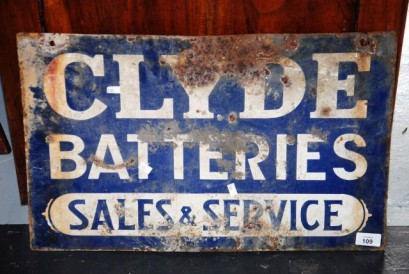 CLYDE
BATTERIES
SALES & SERVICE
109